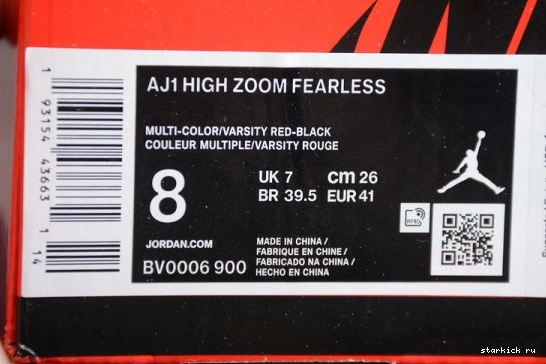 AJ1 HIGH ZOOM FEARLESS
MULTI-COLOR/VARSITY RED-BLACK
COULEUR MULTIPLE/VARSITY ROUGE
8
UK 7 cm 26
BR 39.5 EUR 41
JORDAN.COM
BV0006 900
MADE IN CHINA /
FABRIQUE EN CHINE /
FABRICADO NA CHINA /
HECHO EN CHINA
RFID
1 93154 43663 1 14
starkick ru